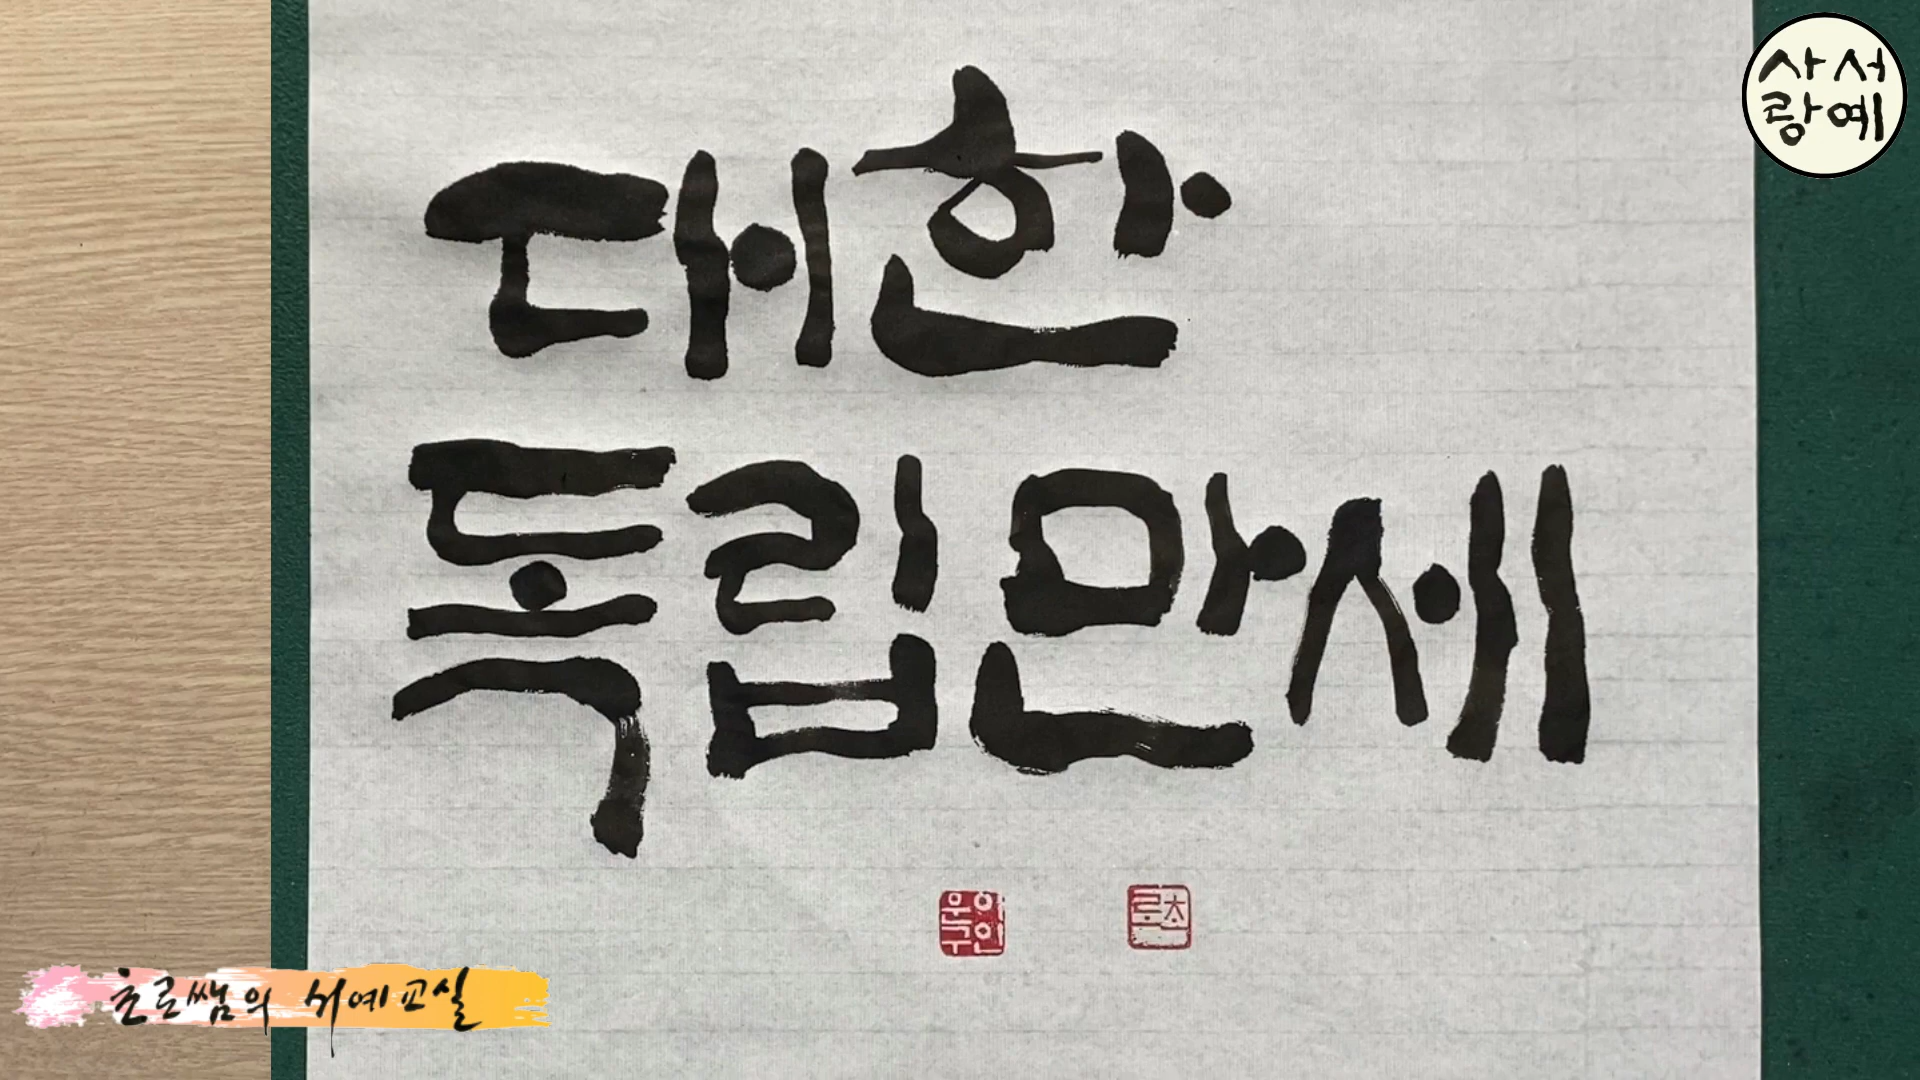 대한
독립만세
서예
사랑
초로쌤의 서예교실